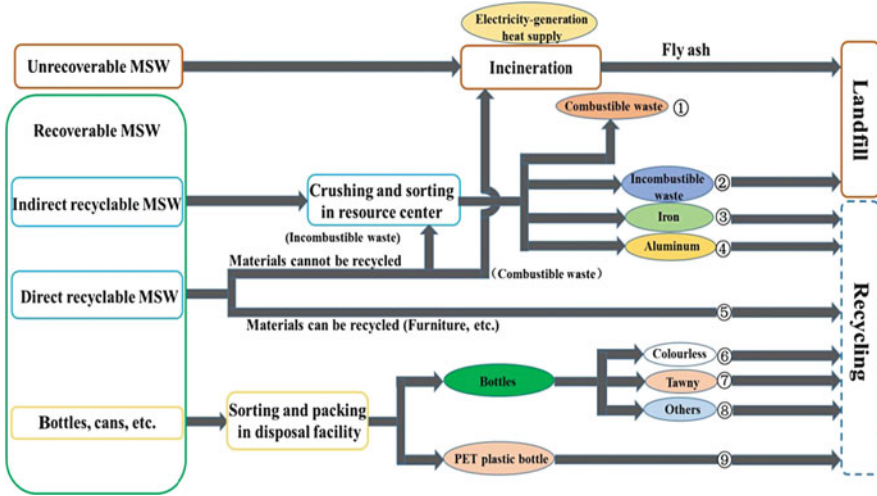 Electricity-generation
heat supply
Unrecoverable MSW
Incineration
Fly ash
Landfill
Recoverable MSW
Combustible waste ①
Indirect recyclable MSW
Crushing and sorting
in resource center
Incombustible
waste
②
Iron ③
Aluminum ④
(Incombustible waste)
Materials cannot be recycled
(Combustible waste)
Direct recyclable MSW
⑤
Materials can be recycled (Furniture, etc.)
Recycling
Bottles, cans, etc.
Sorting and packing
in disposal facility
Bottles
Colourless ⑥
Tawny ⑦
Others ⑧
PET plastic bottle ⑨